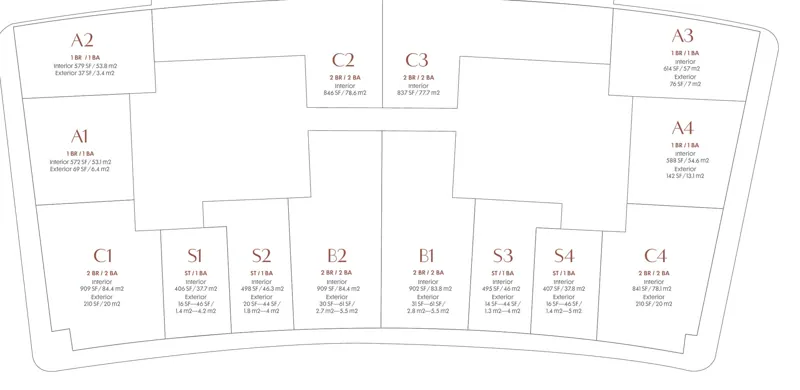 A2
1 BR / 1 BA
Interior 579 SF / 53.8 m2
Exterior 37 SF / 3.4 m2
C2
2 BR / 2 BA
Interior
846 SF / 78.6 m2
C3
2 BR / 2 BA
Interior
837 SF / 77.7 m2
A3
1 BR / 1 BA
Interior
614 SF / 57 m2
Exterior
76 SF / 7 m2
A1
1 BR / 1 BA
Interior 572 SF / 53.1 m2
Exterior 69 SF / 6.4 m2
A4
1 BR / 1 BA
Interior
588 SF / 54.6 m2
Exterior
142 SF / 13.1 m2
C1
2 BR / 2 BA
Interior
909 SF / 84.4 m2
Exterior
210 SF / 20 m2
S1
ST / 1 BA
Interior
406 SF / 37.7 m2
Exterior
16 SF—46 SF /
1.4 m2—4.2 m2
S2
ST / 1 BA
Interior
498 SF / 46.3 m2
Exterior
20 SF—44 SF /
1.8 m2—4 m2
B2
2 BR / 2 BA
Interior
909 SF / 84.4 m2
Exterior
30 SF—61 SF /
2.7 m2—5.5 m2
B1
2 BR / 2 BA
Interior
902 SF / 83.8 m2
Exterior
31 SF—61 SF /
2.8 m2—5.5 m2
S3
ST / 1 BA
Interior
495 SF / 46 m2
Exterior
14 SF—44 SF /
1.3 m2—4 m2
S4
ST / 1 BA
Interior
407 SF / 37.8 m2
Exterior
16 SF—46 SF /
1.4 m2—5 m2
C4
2 BR / 2 BA
Interior
841 SF / 78.1 m2
Exterior
210 SF / 20 m2